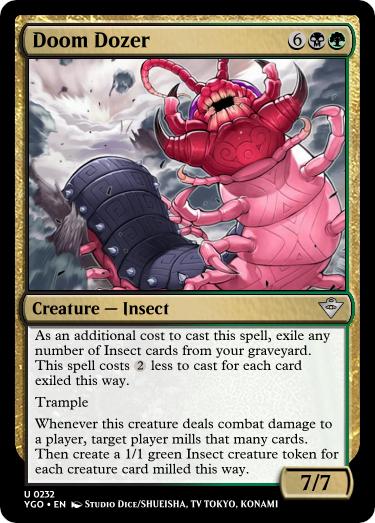 Doom Dozer 6
Creature — Insect
As an additional cost to cast this spell, exile any
number of Insect cards from your graveyard.
This spell costs 2 less to cast for each card
exiled this way.
Trample
Whenever this creature deals combat damage to
a player, target player mills that many cards.
Then create a 1/1 green Insect creature token for
each creature card milled this way.
7/7
U 0232
YGO • EN Studio Dice/SHUEISHA, TV TOKYO, KONAMI